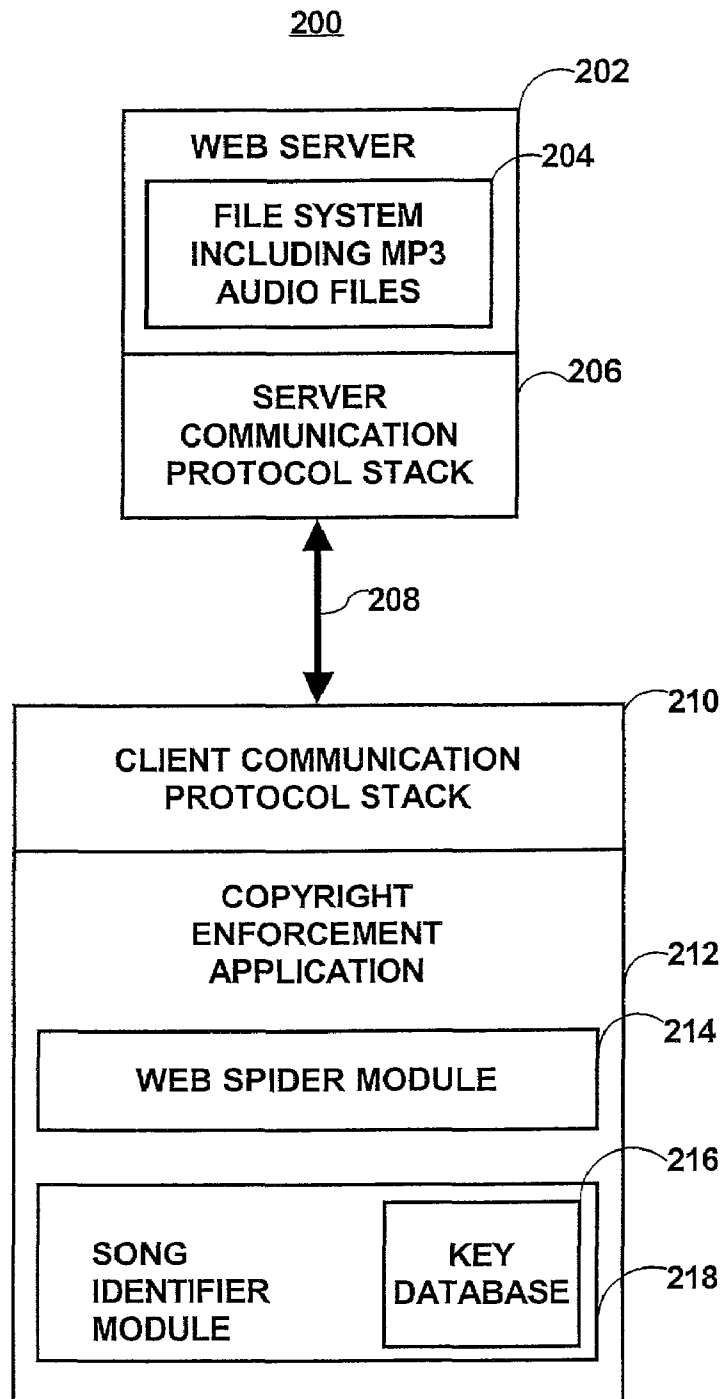 200
202
WEB SERVER
204
FILE SYSTEM
INCLUDING MP3
AUDIO FILES
206
SERVER
COMMUNICATION
PROTOCOL STACK
208
210
CLIENT COMMUNICATION
PROTOCOL STACK
COPYRIGHT
ENFORCEMENT
APPLICATION
212
214
WEB SPIDER MODULE
216
SONG
IDENTIFIER
MODULE
KEY
DATABASE
218